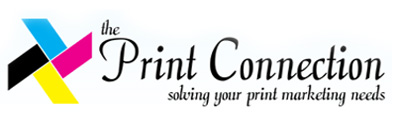 the
Print Connection
solving your print marketing needs